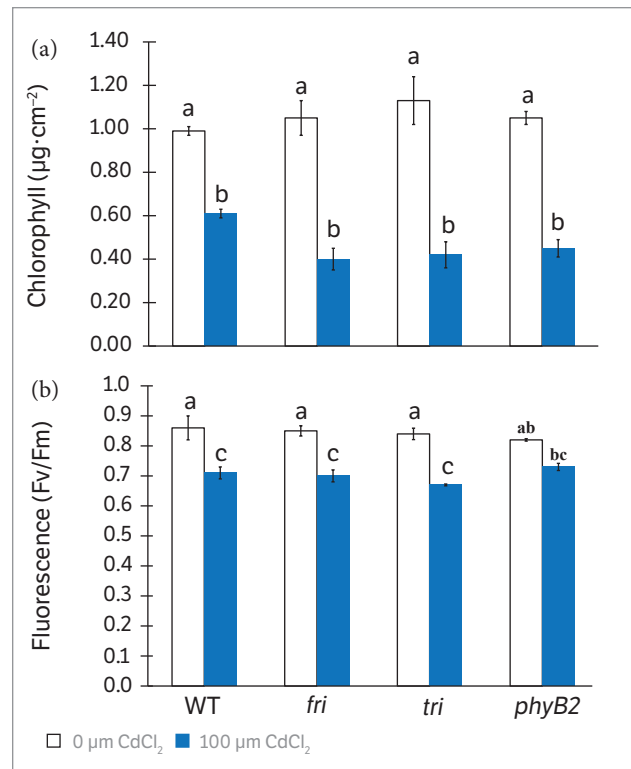 (a)
Chlorophyll (µg·cm⁻²)
1.40
1.20
1.00
0.80
0.60
0.40
0.20
0.00
a
b
a
b
a
b
a
b
(b)
Fluorescence (Fv/Fm)
1.0
0.9
0.8
0.7
0.6
0.5
0.4
0.3
0.2
0.1
0.0
a
c
a
c
a
c
ab
bc
WT
fri
tri
phyB2
0 µm CdCl₂
100 µm CdCl₂